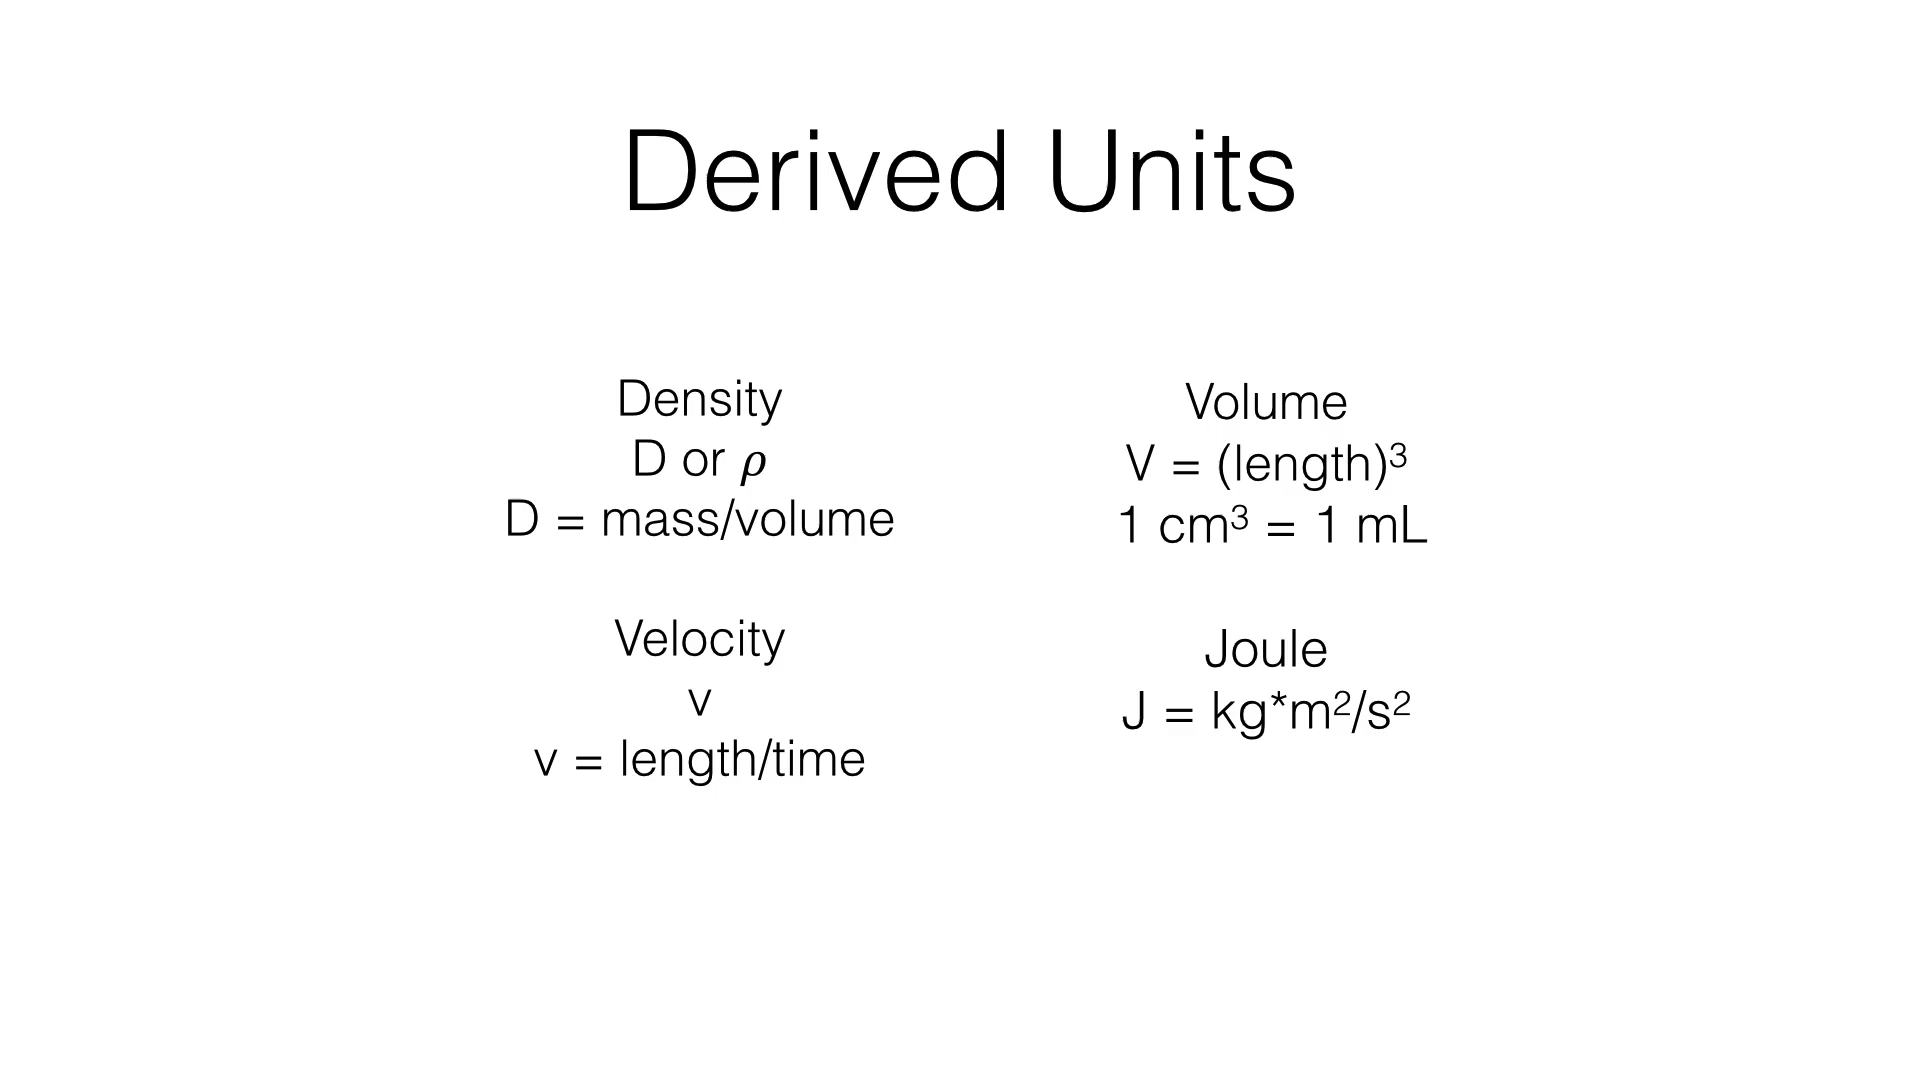 Derived Units
Density
D or ρ
D = mass/volume
Velocity
v
v = length/time
Volume
V = (length)³
1 cm³ = 1 mL
Joule
J = kg*m²/s²